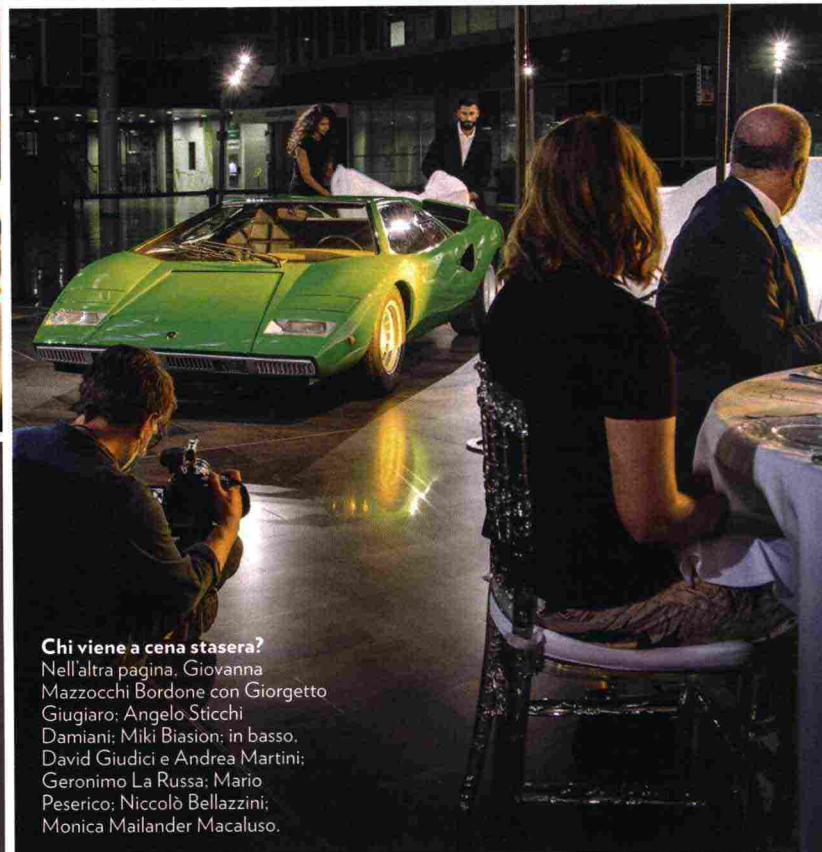 Chi viene a cena stasera?
Nell'altra pagina. Giovanna
Mazzocchi Bordone con Giorgetto
Giugiaro; Angelo Sticchi
Damiani; Miki Biasion; in basso,
David Giudici e Andrea Martini;
Geronimo La Russa; Mario
Peserico; Niccolò Bellazzini;
Monica Mailander Macaluso.